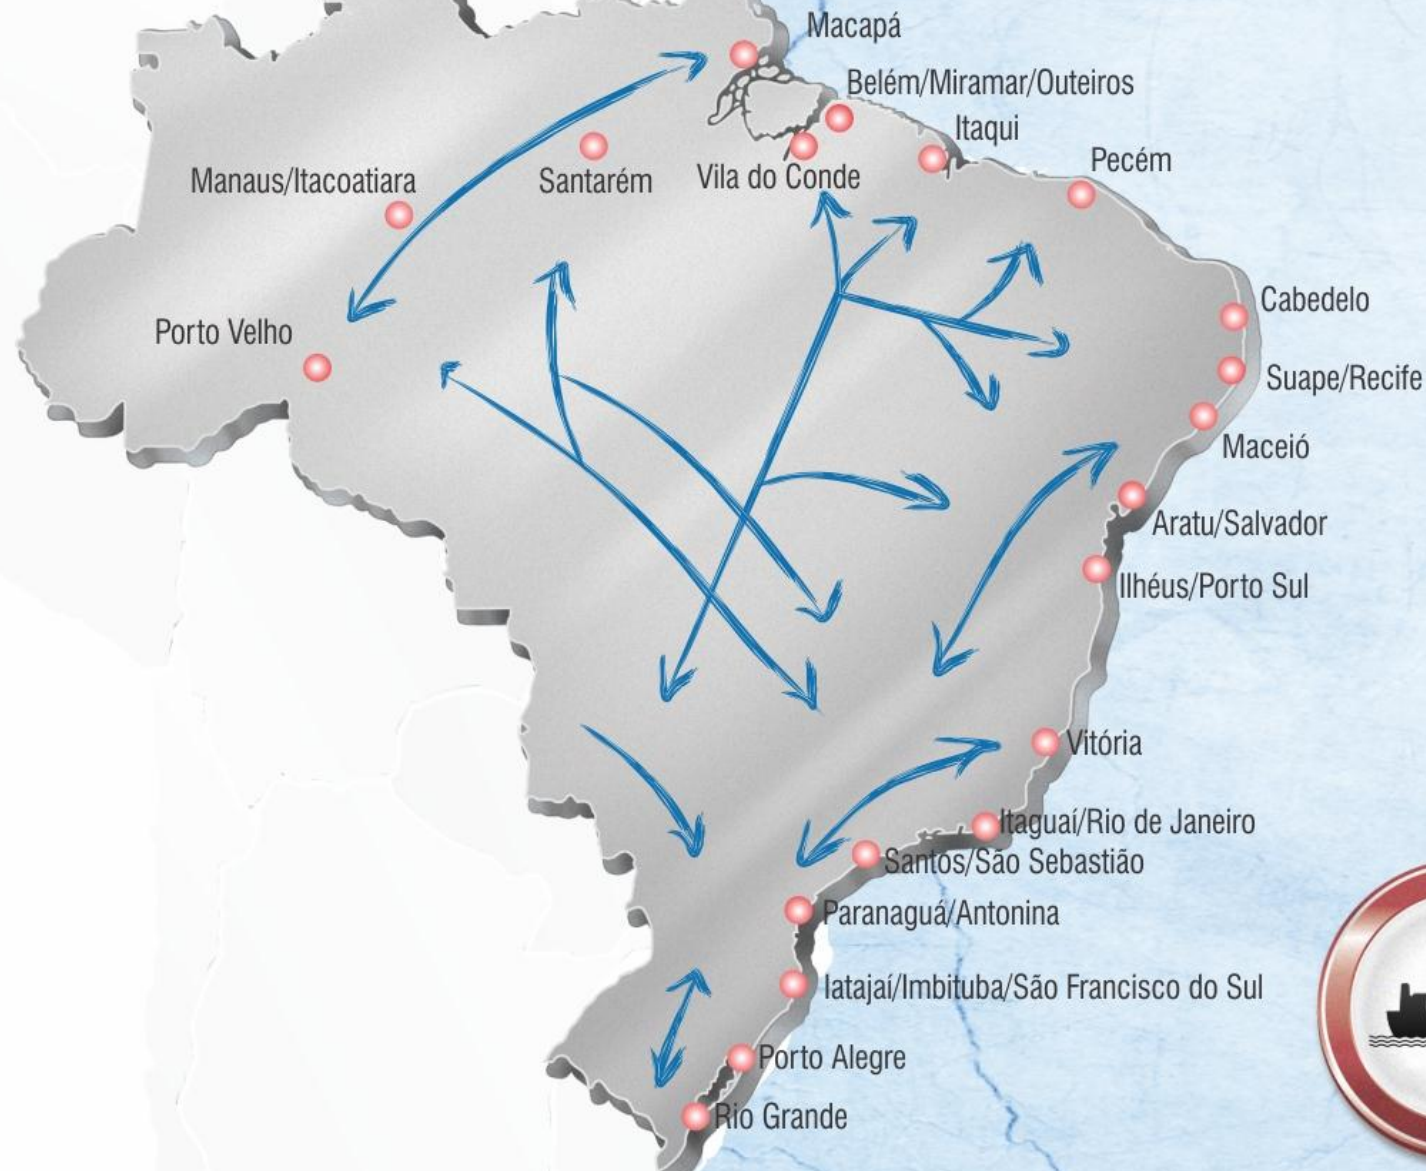 Macapá
Belém/Miramar/Outeiros
Itaqui
Pecém
Manaus/Itacoatiara
Santarém
Vila do Conde
Cabedelo
Porto Velho
Suape/Recife
Maceió
Aratu/Salvador
Ilhéus/Porto Sul
Vitória
Itaguaí/Rio de Janeiro
Santos/São Sebastião
Paranaguá/Antonina
Iatajaí/Imbituba/São Francisco do Sul
Porto Alegre
Rio Grande